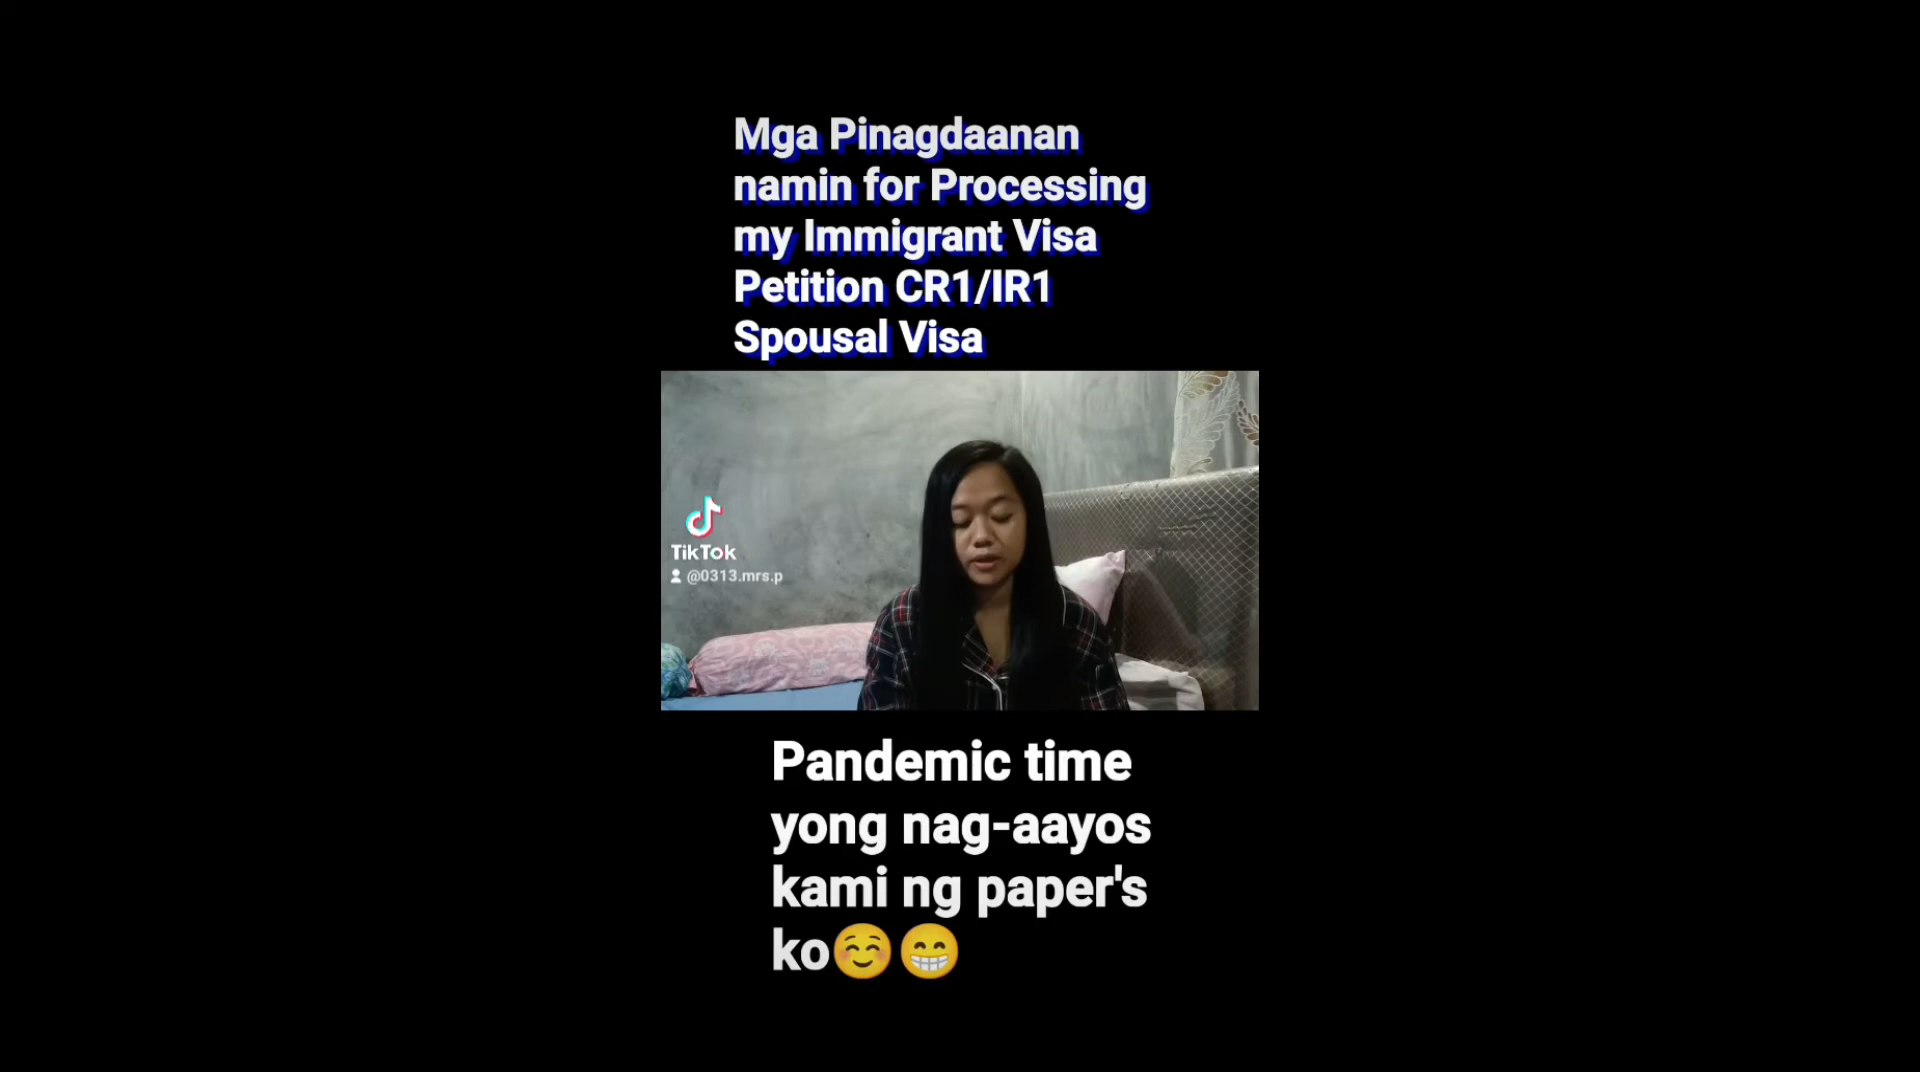 Mga Pinagdaanan
namin for Processing
my Immigrant Visa
Petition CR1/IR1
Spousal Visa
TikTok
@0313.mrs.p
Pandemic time
yong nag-aayos
kami ng paper's
ko☺️😁